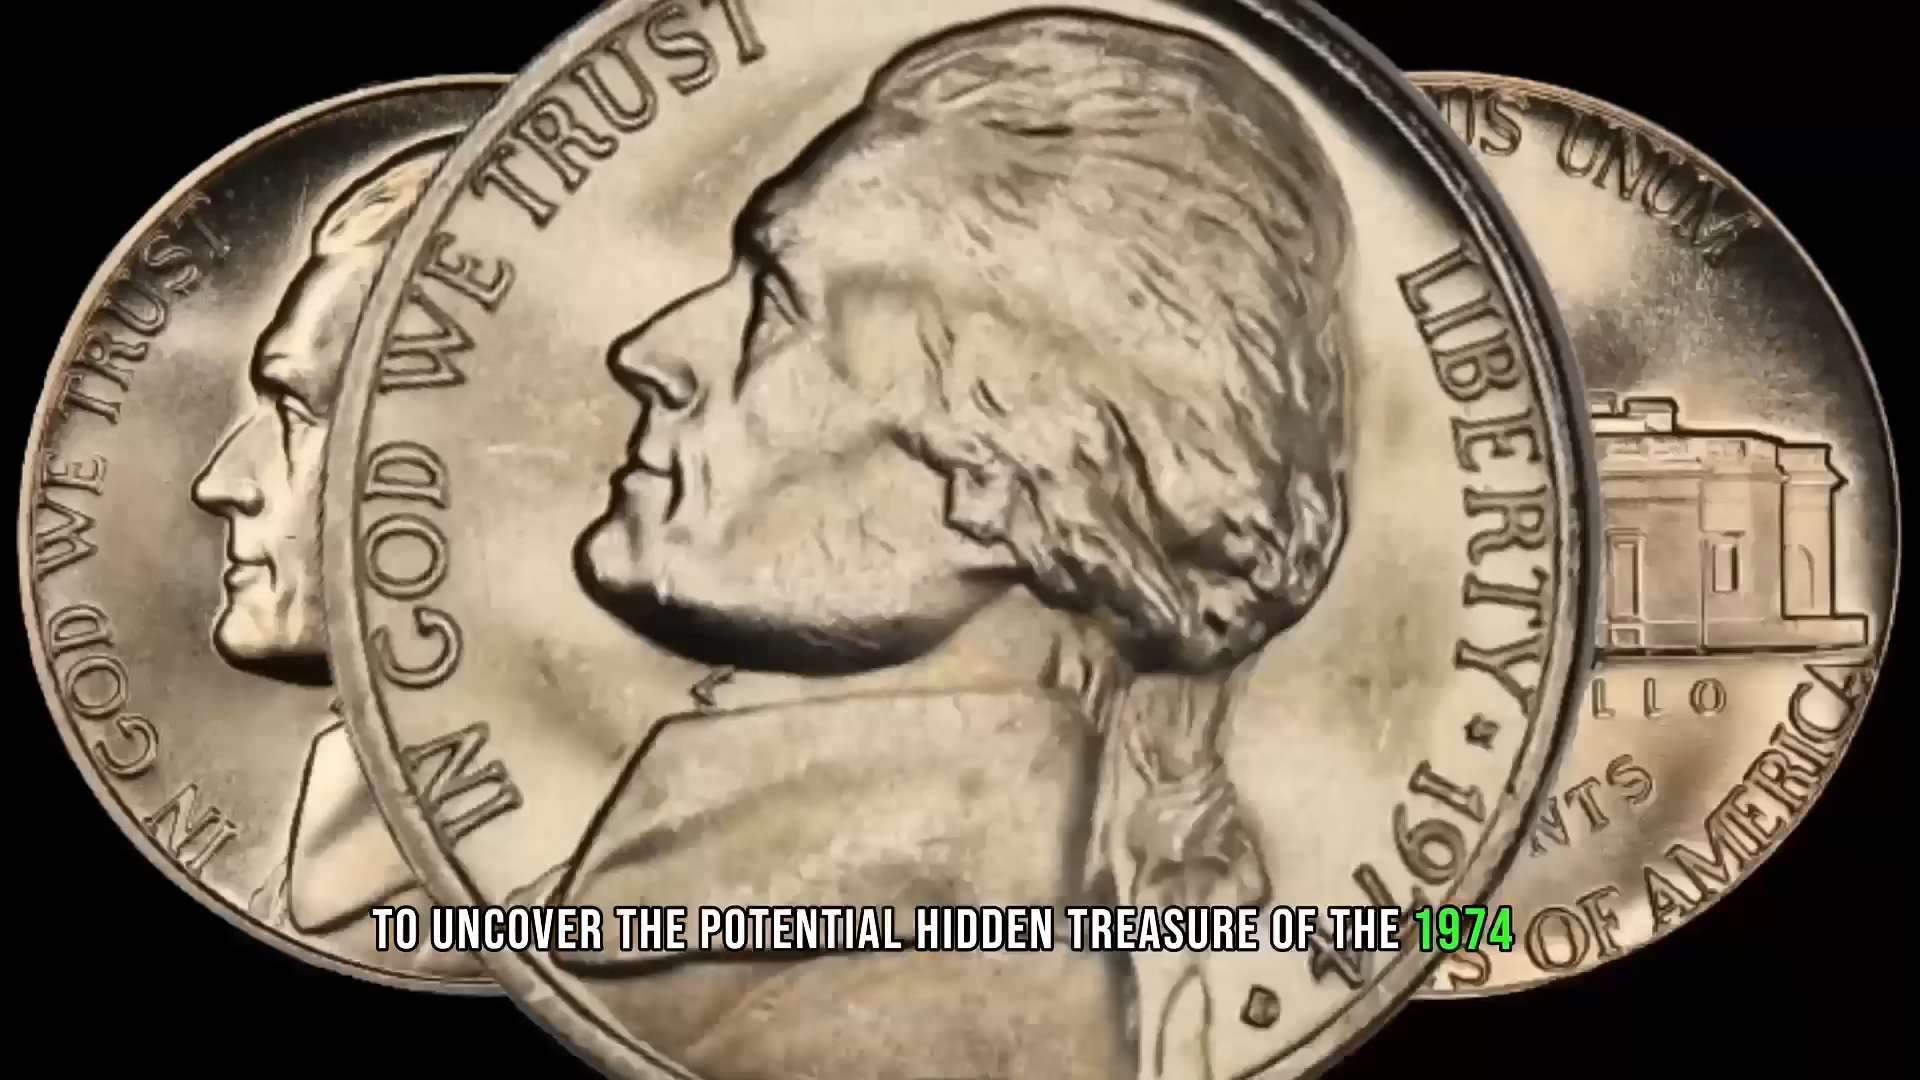 IN GOD WE TRUST
IN GOD WE TRUST
LIBERTY
1974
UNUM
LLO
NTS
OF AMERICA
TO UNCOVER THE POTENTIAL HIDDEN TREASURE OF THE 1974